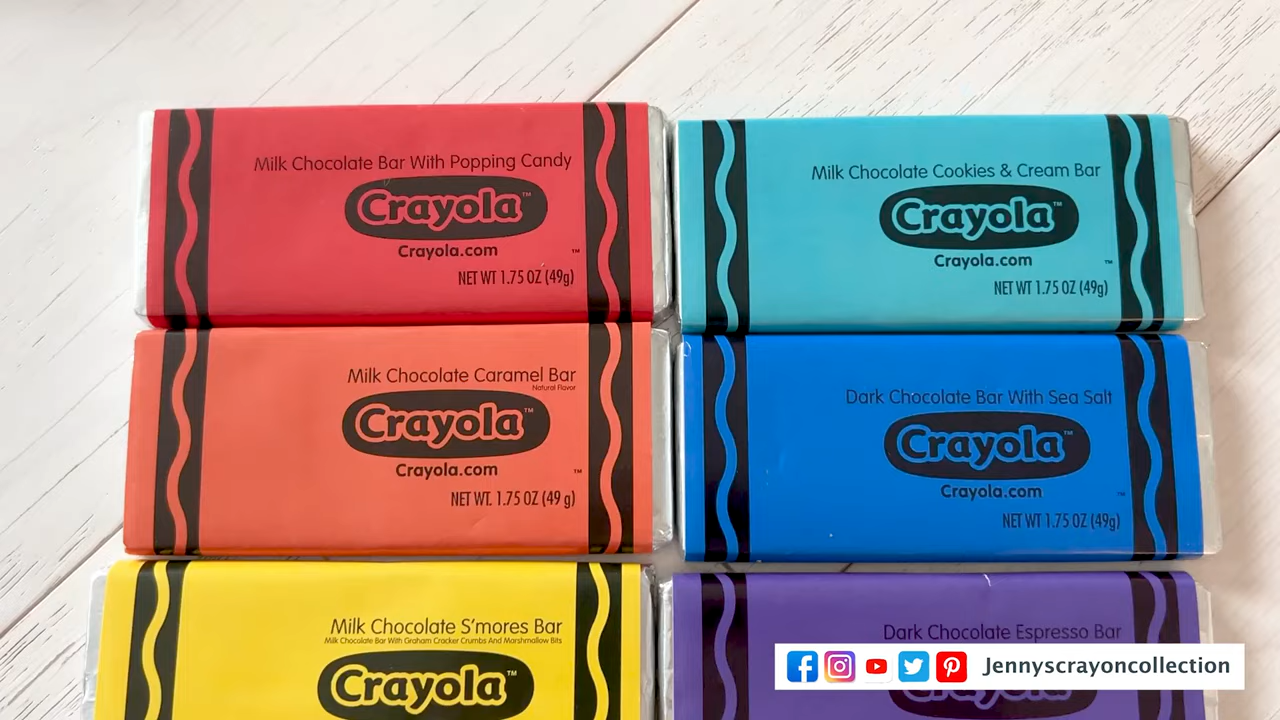 Milk Chocolate Bar With Popping Candy
Crayola™
Crayola.com
™
NET WT 1.75 OZ (49g)
Milk Chocolate Cookies & Cream Bar
Crayola™
Crayola.com
™
NET WT 1.75 OZ (49g)
Milk Chocolate Caramel Bar
Natural Flavor
Crayola™
Crayola.com
™
NET WT. 1.75 OZ (49 g)
Dark Chocolate Bar With Sea Salt
Crayola™
Crayola.com
™
NET WT 1.75 OZ (49g)
Milk Chocolate S'mores Bar
Milk Chocolate Bar With Graham Cracker Crumbs And Marshmallow Bits
Crayola™
Dark Chocolate Espresso Bar
Crayola
Jennyscrayoncollection